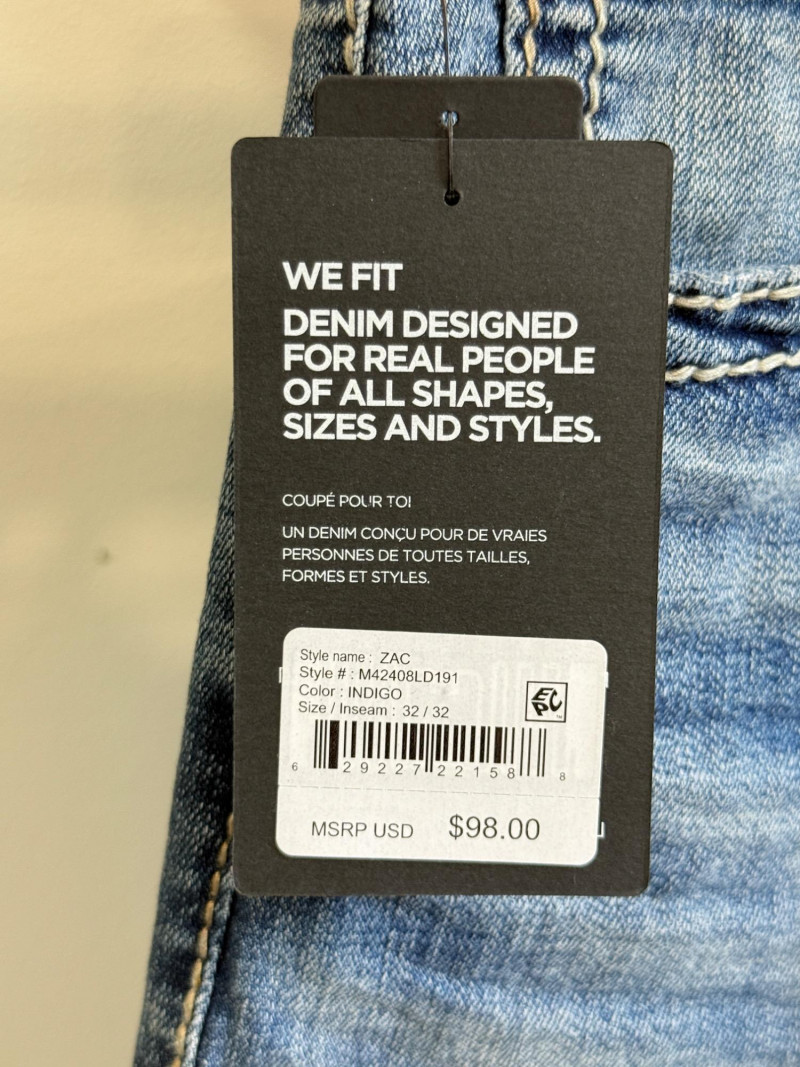 WE FIT
DENIM DESIGNED
FOR REAL PEOPLE
OF ALL SHAPES,
SIZES AND STYLES.
COUPÉ POUR TOI
UN DENIM CONÇU POUR DE VRAIES
PERSONNES DE TOUTES TAILLES,
FORMES ET STYLES.
Style name : ZAC
Style # : M42408LD191
Color : INDIGO
Size / Inseam : 32 / 32
EPC
6 29227 22158 8
MSRP USD $98.00